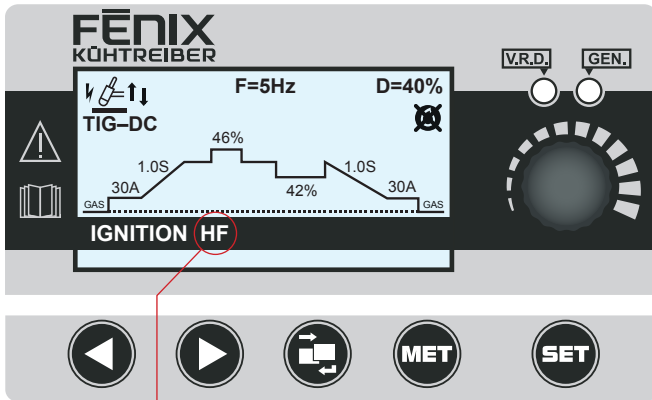 FĒNIX
KÜHTREIBER
V.R.D. GEN.
F=5Hz D=40%
TIG–DC
46%
1.0S 1.0S
42%
30A 30A
GAS GAS
IGNITION HF
MET SET